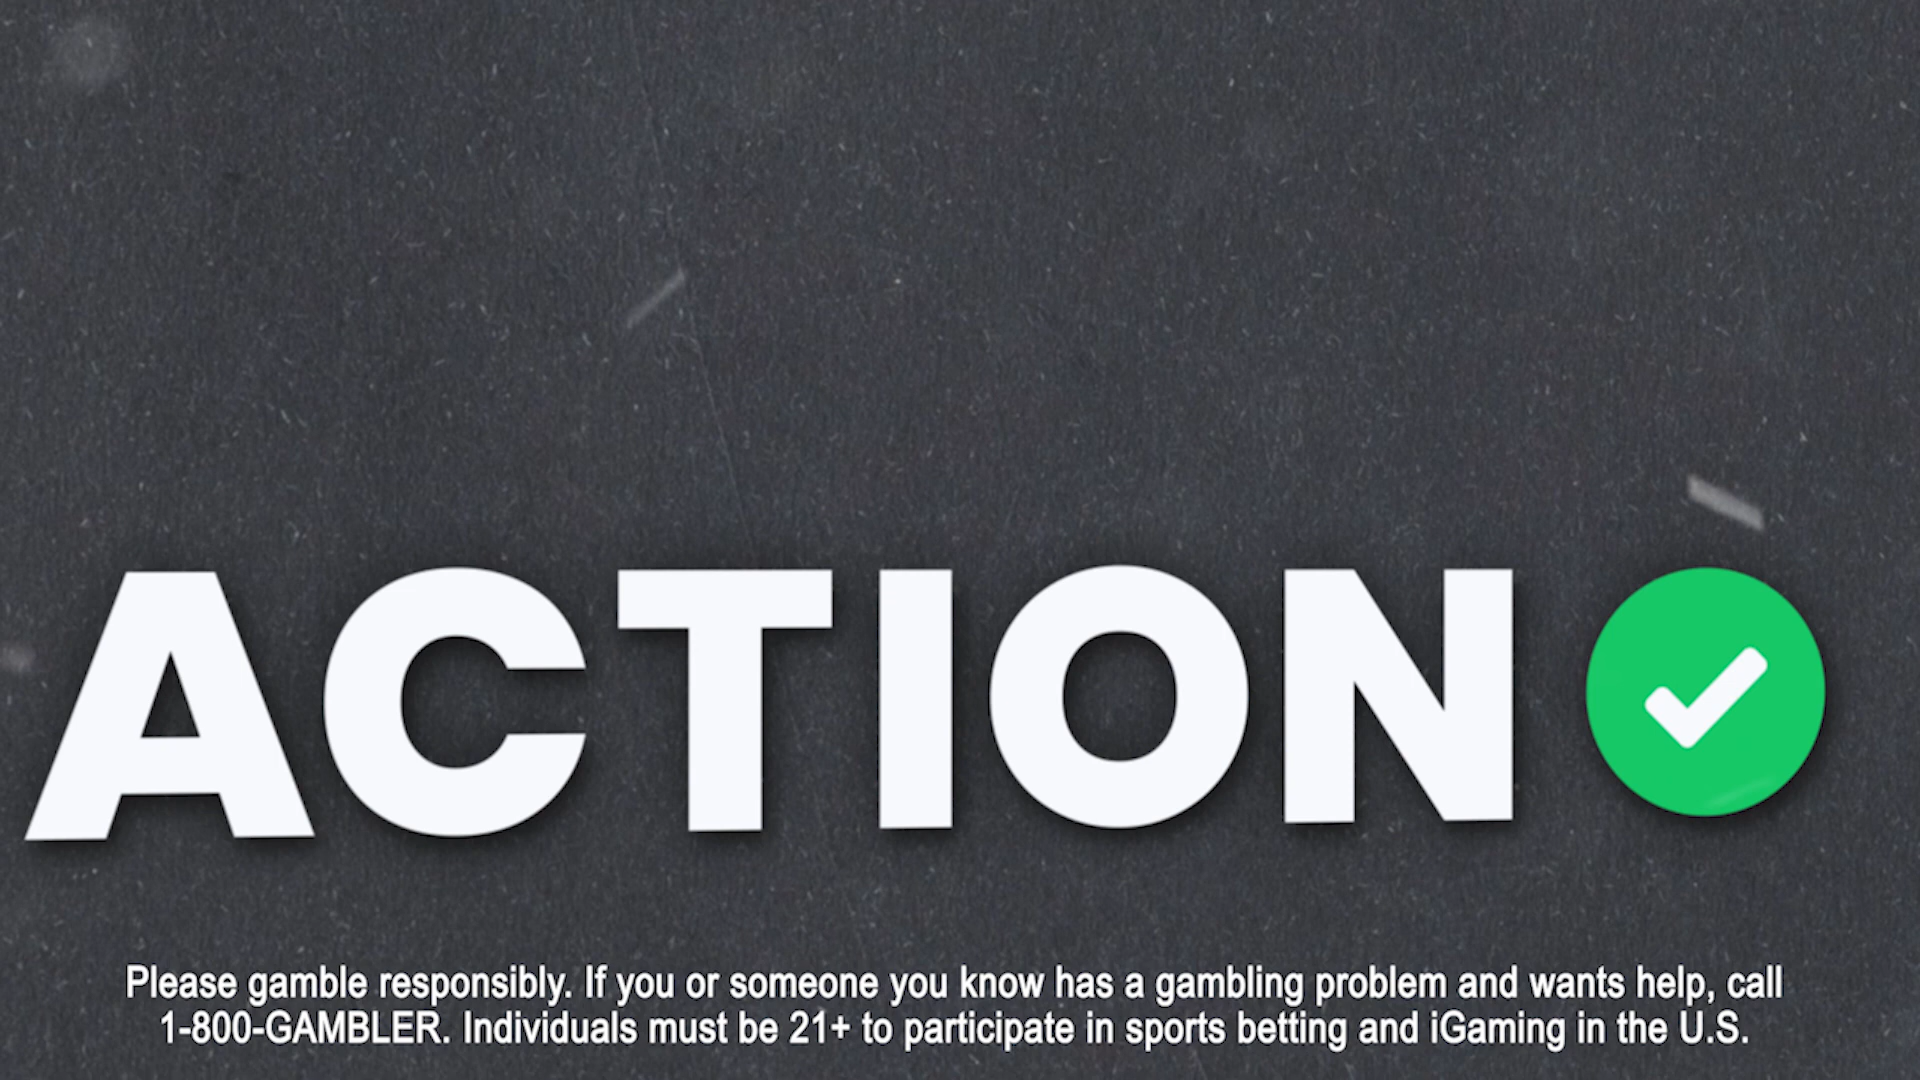 ACTION
Please gamble responsibly. If you or someone you know has a gambling problem and wants help, call
1-800-GAMBLER. Individuals must be 21+ to participate in sports betting and iGaming in the U.S.